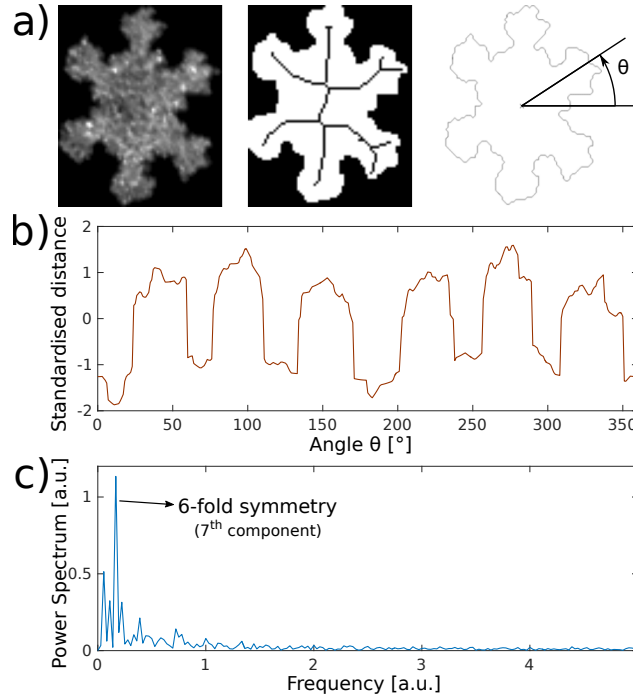 a)
θ
b)
Standardised distance
2
1
0
-1
-2
0
50
100
150
200
250
300
350
Angle θ [°]
c)
Power Spectrum [a.u.]
1
0.5
0
6-fold symmetry
(7th component)
0
1
2
3
4
Frequency [a.u.]